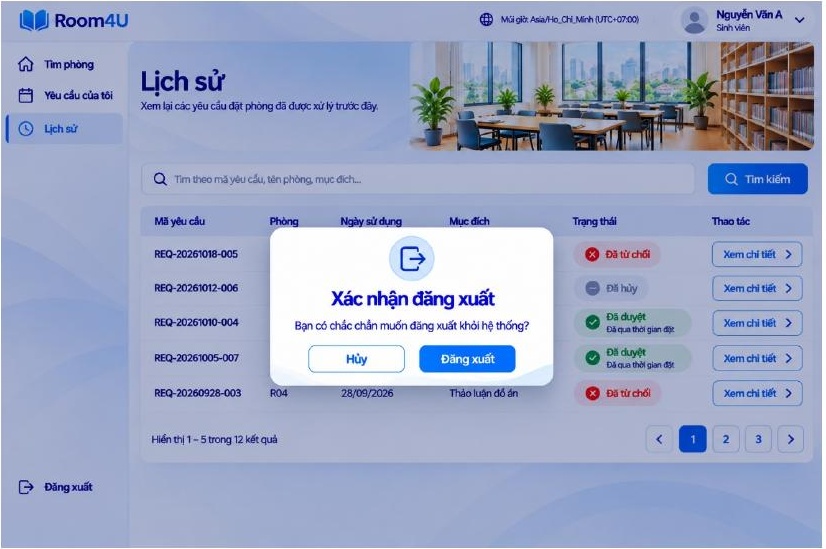 Room4U
Múi giờ: Asia/Ho_Chi_Minh (UTC+07:00)
Nguyễn Văn A
Sinh viên
Tìm phòng
Yêu cầu của tôi
Lịch sử
Lịch sử
Xem lại các yêu cầu đặt phòng đã được xử lý trước đây.
Tìm theo mã yêu cầu, tên phòng, mục đích...
Tìm kiếm
Mã yêu cầu Phòng Ngày sử dụng Mục đích Trạng thái Thao tác
REQ-20261018-005 Đã từ chối Xem chi tiết
REQ-20261012-006 Đã hủy Xem chi tiết
REQ-20261010-004 Đã duyệt Xem chi tiết
Đã qua thời gian đặt
REQ-20261005-007 Đã duyệt Xem chi tiết
Đã qua thời gian đặt
REQ-20260928-003 R04 28/09/2026 Thảo luận đồ án Đã từ chối Xem chi tiết
Xác nhận đăng xuất
Bạn có chắc chắn muốn đăng xuất khỏi hệ thống?
Hủy Đăng xuất
Hiển thị 1 – 5 trong 12 kết quả
1 2 3
Đăng xuất